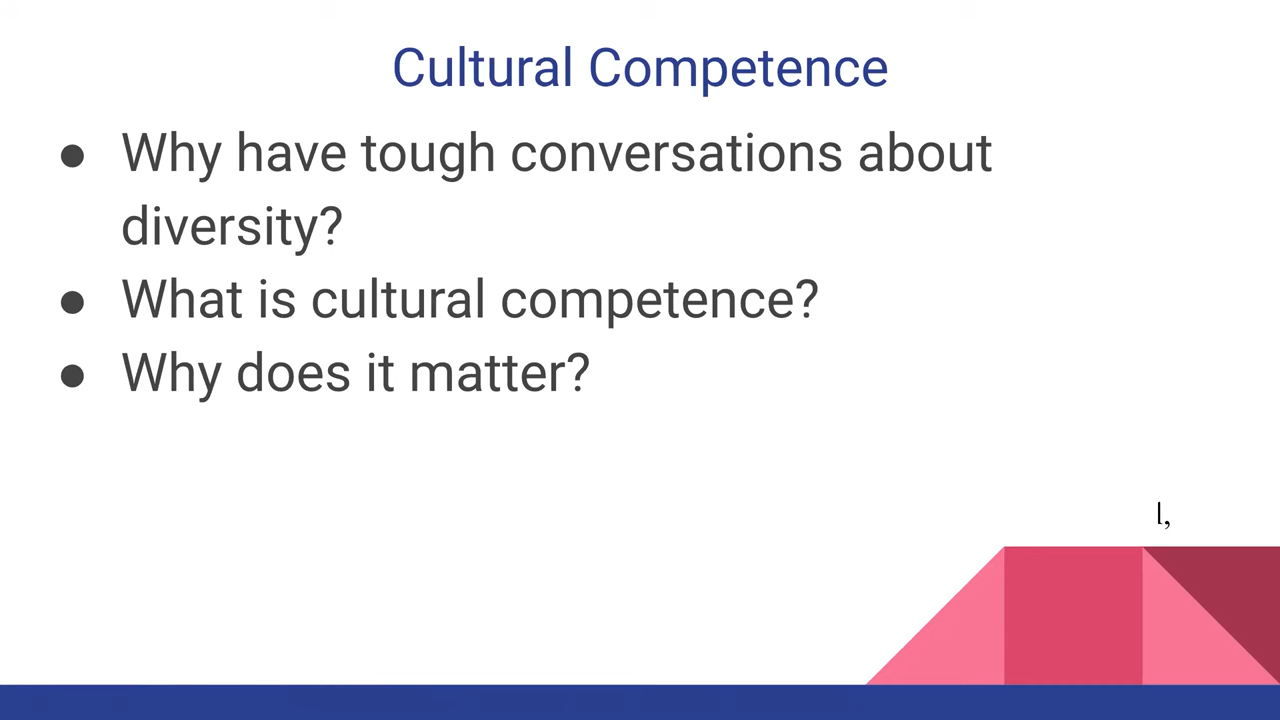 Cultural Competence
● Why have tough conversations about
diversity?
● What is cultural competence?
● Why does it matter?
l,